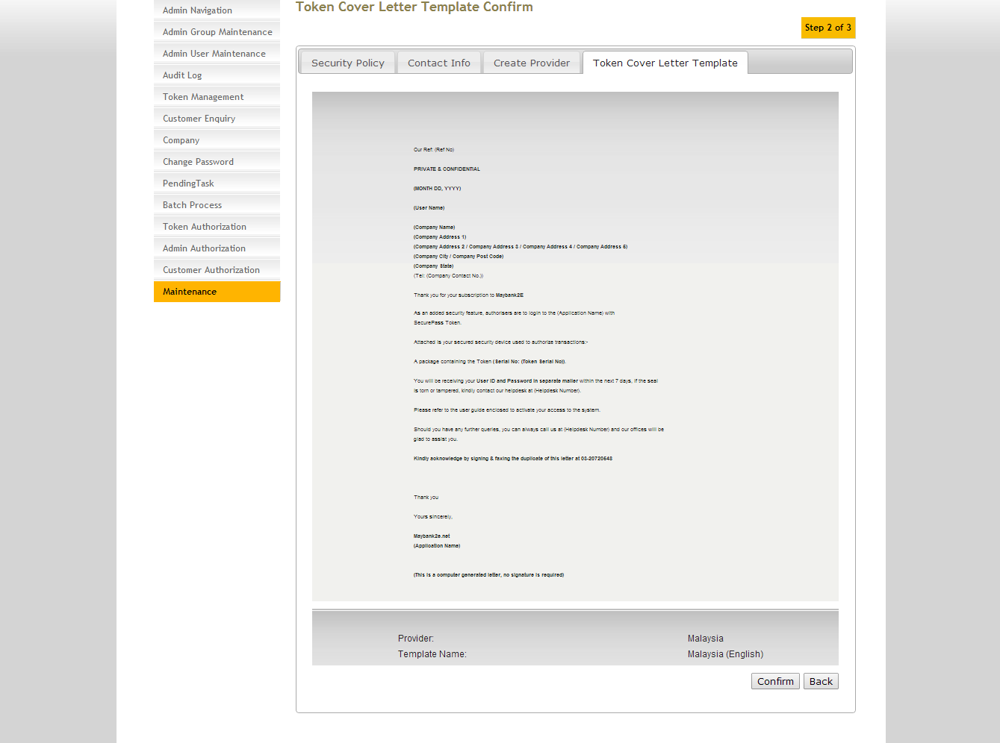 Admin Navigation
Admin Group Maintenance
Admin User Maintenance
Audit Log
Token Management
Customer Enquiry
Company
Change Password
PendingTask
Batch Process
Token Authorization
Admin Authorization
Customer Authorization
Maintenance
Token Cover Letter Template Confirm
Step 2 of 3
Security Policy
Contact Info
Create Provider
Token Cover Letter Template
Our Ref: (Ref No)
PRIVATE & CONFIDENTIAL
(MONTH DD, YYYY)
(User Name)
(Company Name)
(Company Address 1)
(Company Address 2 / Company Address 3 / Company Address 4 / Company Address 5)
(Company City / Company Post Code)
(Company State)
(Tel: (Company Contact No.))
Thank you for your subscription to Maybank2E
As an added security feature, authorisers are to login to the (Application Name) with
SecurePass Token.
Attached is your secured security device used to authorize transactions:-
A package containing the Token (Serial No: (Token Serial No)).
You will be receiving your User ID and Password in separate mailer within the next 7 days, if the seal
is torn or tampered, kindly contact our helpdesk at (Helpdesk Number).
Please refer to the user guide enclosed to activate your access to the system.
Should you have any further queries, you can always call us at (Helpdesk Number) and our offices will be
glad to assist you.
Kindly acknowledge by signing & faxing the duplicate of this letter at 03-20720648
Thank you
Yours sincerely,
Maybank2e.net
(Application Name)
(This is a computer generated letter, no signature is required)
Provider: Malaysia
Template Name: Malaysia (English)
Confirm Back